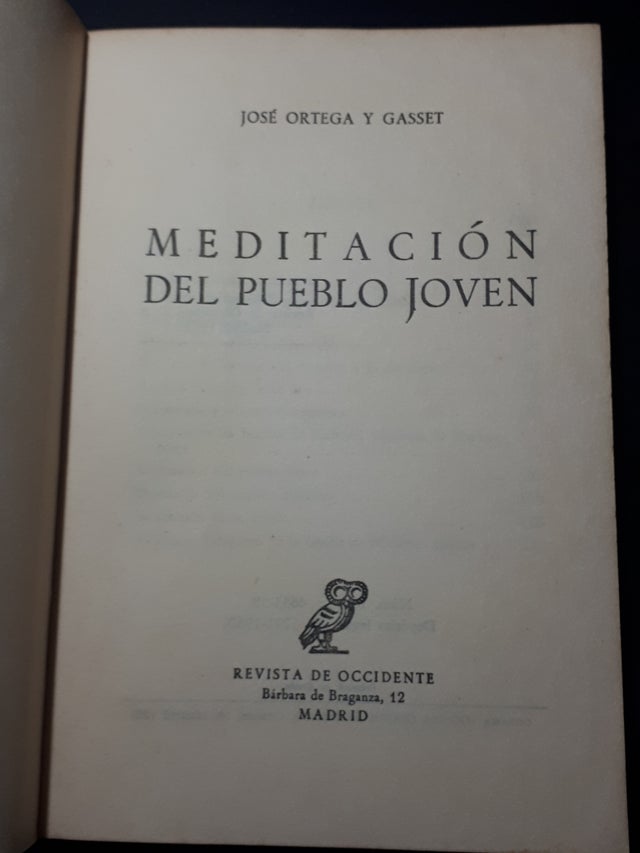 JOSÉ ORTEGA Y GASSET
MEDITACIÓN
DEL PUEBLO JOVEN
REVISTA DE OCCIDENTE
Bárbara de Braganza, 12
MADRID